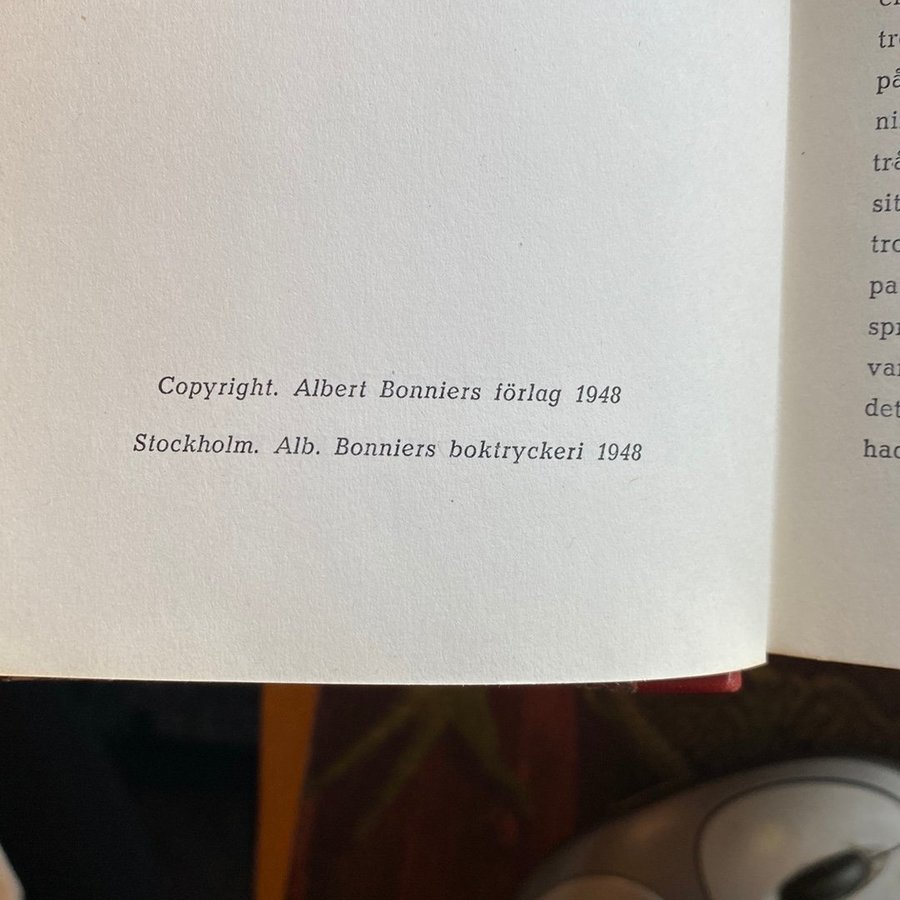 Copyright. Albert Bonniers förlag 1948
Stockholm. Alb. Bonniers boktryckeri 1948